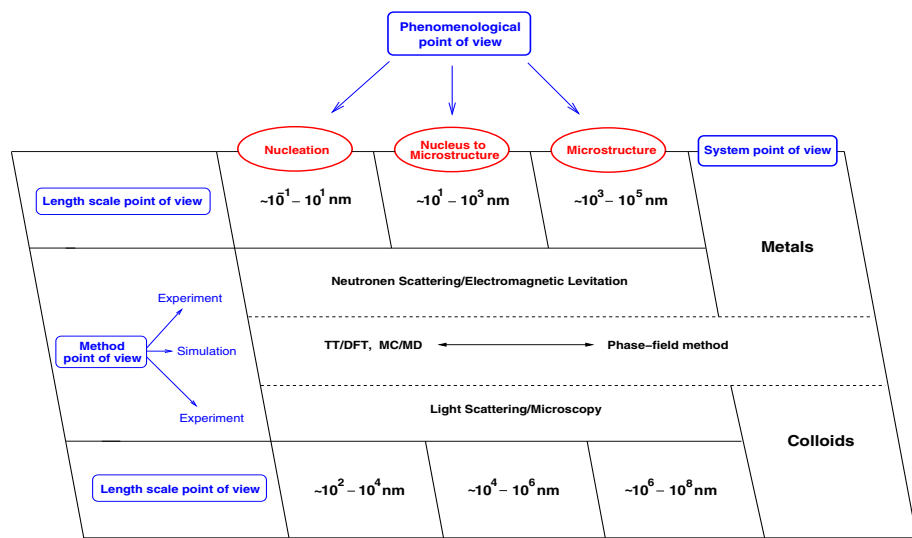 Phenomenological
point of view
Nucleation
Nucleus to
Microstructure
Microstructure
System point of view
Length scale point of view
~10⁻¹ – 10¹ nm
~10¹ – 10³ nm
~10³ – 10⁵ nm
Metals
Neutronen Scattering/Electromagnetic Levitation
Experiment
Method
point of view
Simulation
TT/DFT, MC/MD
Phase–field method
Experiment
Light Scattering/Microscopy
Colloids
Length scale point of view
~10² – 10⁴ nm
~10⁴ – 10⁶ nm
~10⁶ – 10⁸ nm